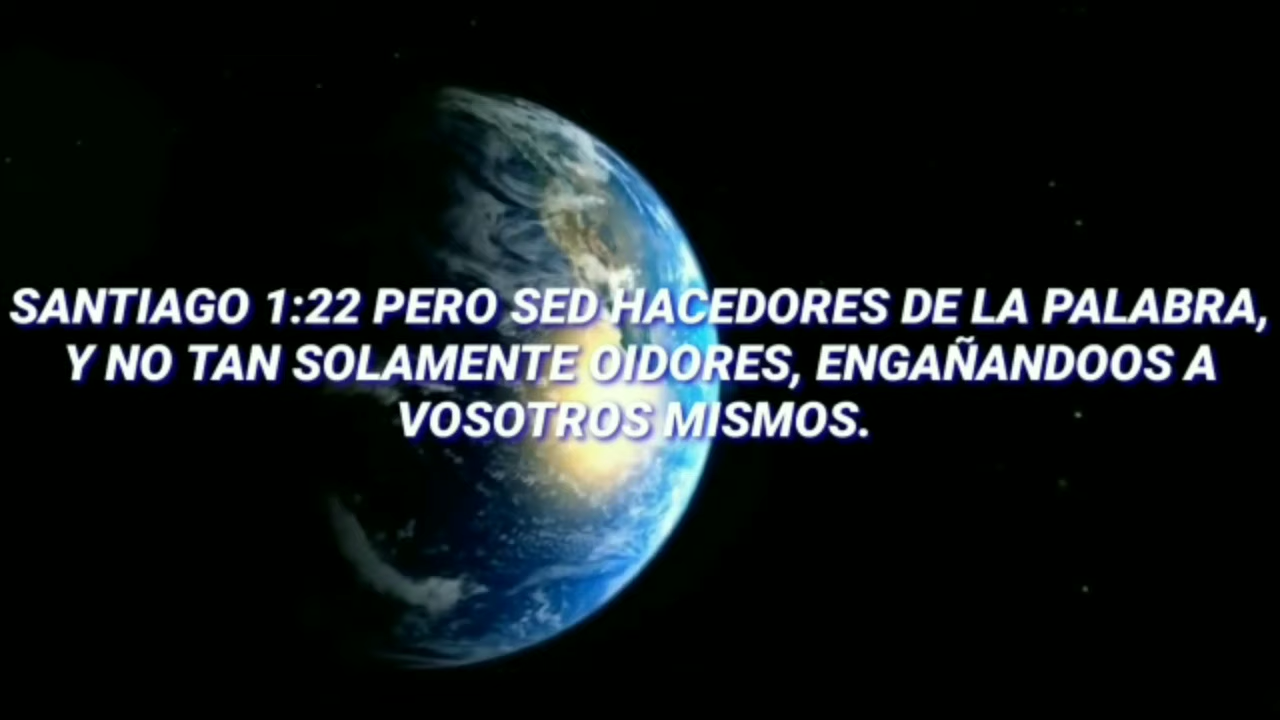 SANTIAGO 1:22 PERO SED HACEDORES DE LA PALABRA,
Y NO TAN SOLAMENTE OIDORES, ENGAÑANDOOS A
VOSOTROS MISMOS.